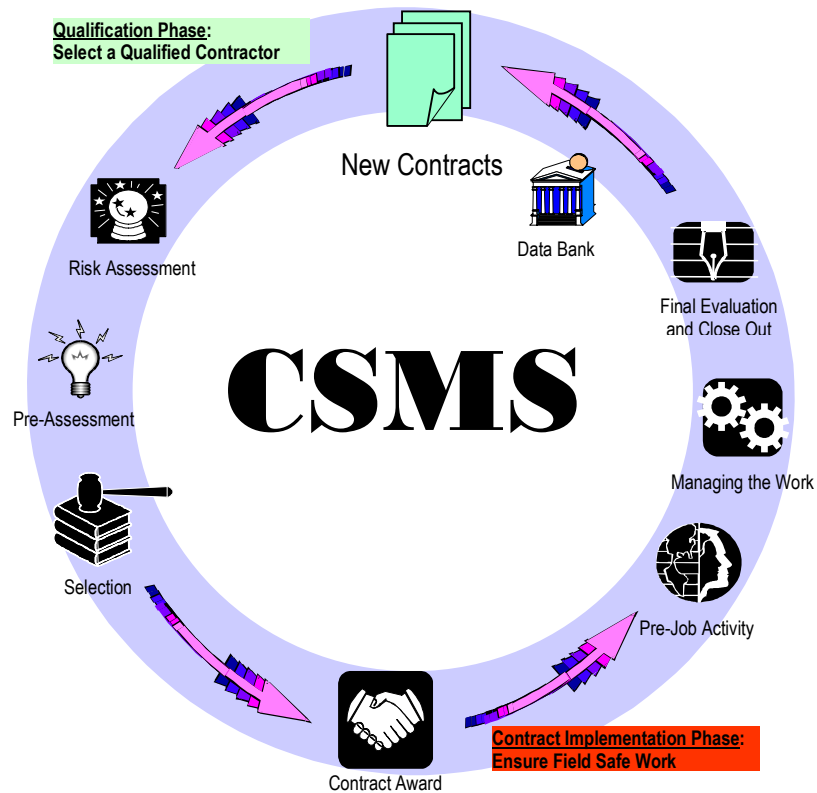 Qualification Phase:
Select a Qualified Contractor
New Contracts
Data Bank
Risk Assessment
Final Evaluation
and Close Out
Pre-Assessment
CSMS
Managing the Work
Selection
Pre-Job Activity
Contract Implementation Phase:
Ensure Field Safe Work
Contract Award